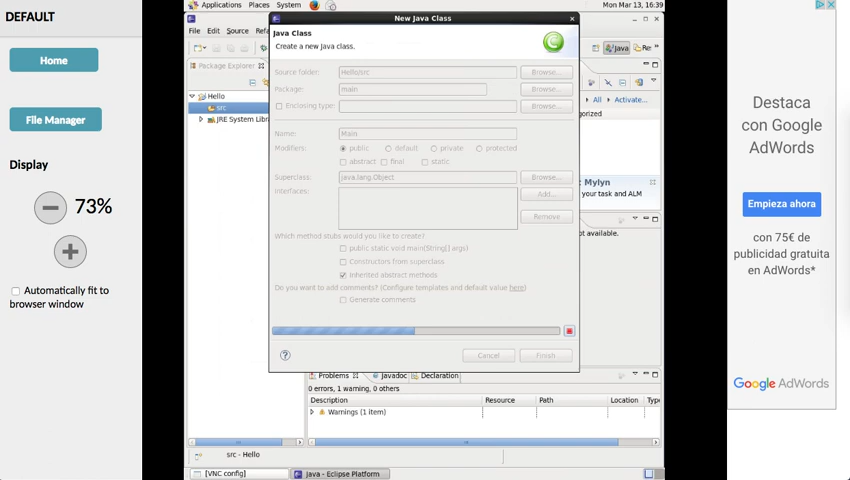 DEFAULT
Home
File Manager
Display
73%
Automatically fit to
browser window
Applications Places System
Mon Mar 13, 16:39
New Java Class
File Edit Source
Java Class
Create a new Java class.
Java
Package Explorer
Source folder: Hello/src Browse...
Package: main Browse...
Enclosing type: Browse...
Hello
src
JRE System
All Activate...
Name: Main
Modifiers: public default private protected
abstract final static
Superclass: java.lang.Object Browse...
Interfaces: Add...
Remove
Mylyn
your task and ALM
not available.
Which method stubs would you like to create?
public static void main(String[] args)
Constructors from superclass
Inherited abstract methods
Do you want to add comments? (Configure templates and default value here)
Generate comments
Cancel Finish
Problems Javadoc Declaration
0 errors, 1 warning, 0 others
Description Resource Path Location Type
Warnings (1 item)
src - Hello
[VNC config] Java - Eclipse Platform
Destaca
con Google
AdWords
Empieza ahora
con 75€ de
publicidad gratuita
en AdWords*
Google AdWords